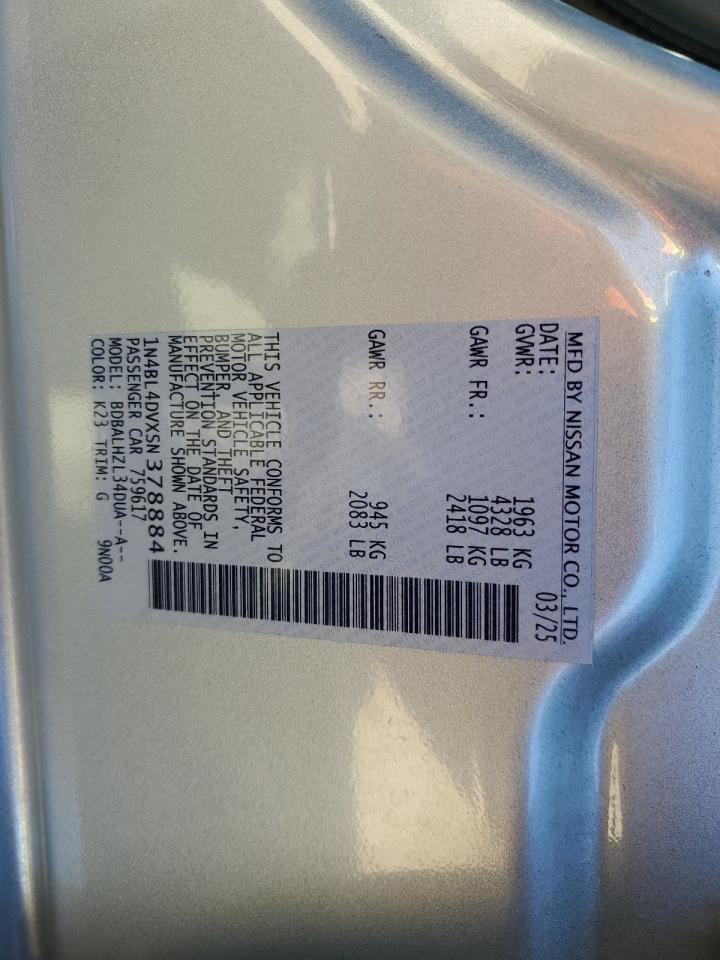 MFD BY NISSAN MOTOR CO., LTD.
DATE: 03/25
GVWR: 1963 KG
4328 LB
GAWR FR.: 1097 KG
2418 LB
GAWR RR.: 945 KG
2083 LB
THIS VEHICLE CONFORMS TO
ALL APPLICABLE FEDERAL
MOTOR VEHICLE SAFETY,
BUMPER, AND THEFT
PREVENTION STANDARDS IN
EFFECT ON THE DATE OF
MANUFACTURE SHOWN ABOVE.
1N4BL4DVXSN378884
PASSENGER CAR 759617
MODEL: BDBALHZL34DUA--A--
COLOR: K23 TRIM: G 9N00A